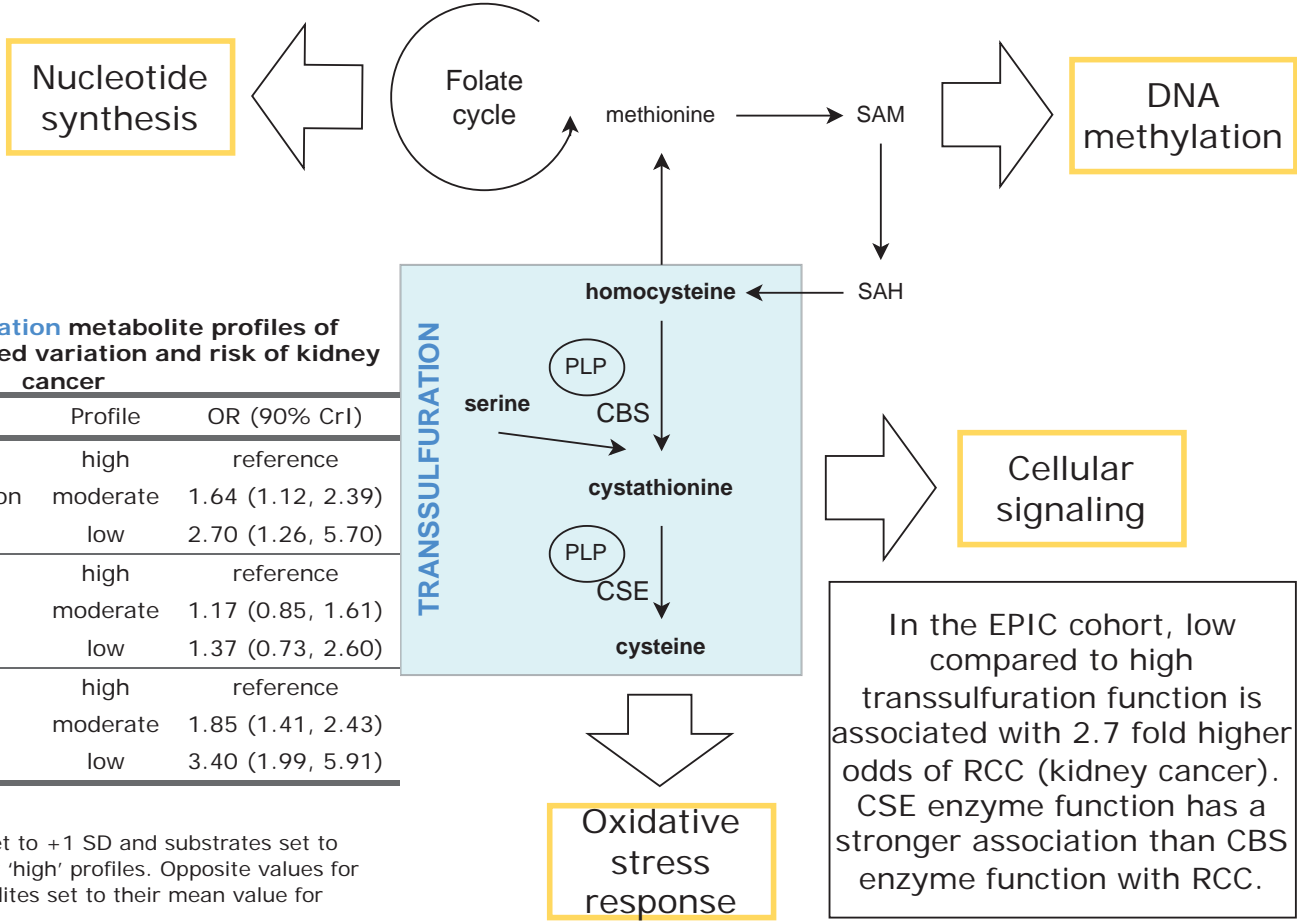 Nucleotide
synthesis
Folate
cycle
methionine
SAM
DNA
methylation
homocysteine
SAH
TRANSSULFURATION
PLP
CBS
serine
cystathionine
PLP
CSE
cysteine
Cellular
signaling
Oxidative
stress
response
ation metabolite profiles of
ed variation and risk of kidney
cancer
Profile OR (90% CrI)
high reference
on moderate 1.64 (1.12, 2.39)
low 2.70 (1.26, 5.70)
high reference
moderate 1.17 (0.85, 1.61)
low 1.37 (0.73, 2.60)
high reference
moderate 1.85 (1.41, 2.43)
low 3.40 (1.99, 5.91)
et to +1 SD and substrates set to
'high' profiles. Opposite values for
lites set to their mean value for
In the EPIC cohort, low
compared to high
transsulfuration function is
associated with 2.7 fold higher
odds of RCC (kidney cancer).
CSE enzyme function has a
stronger association than CBS
enzyme function with RCC.